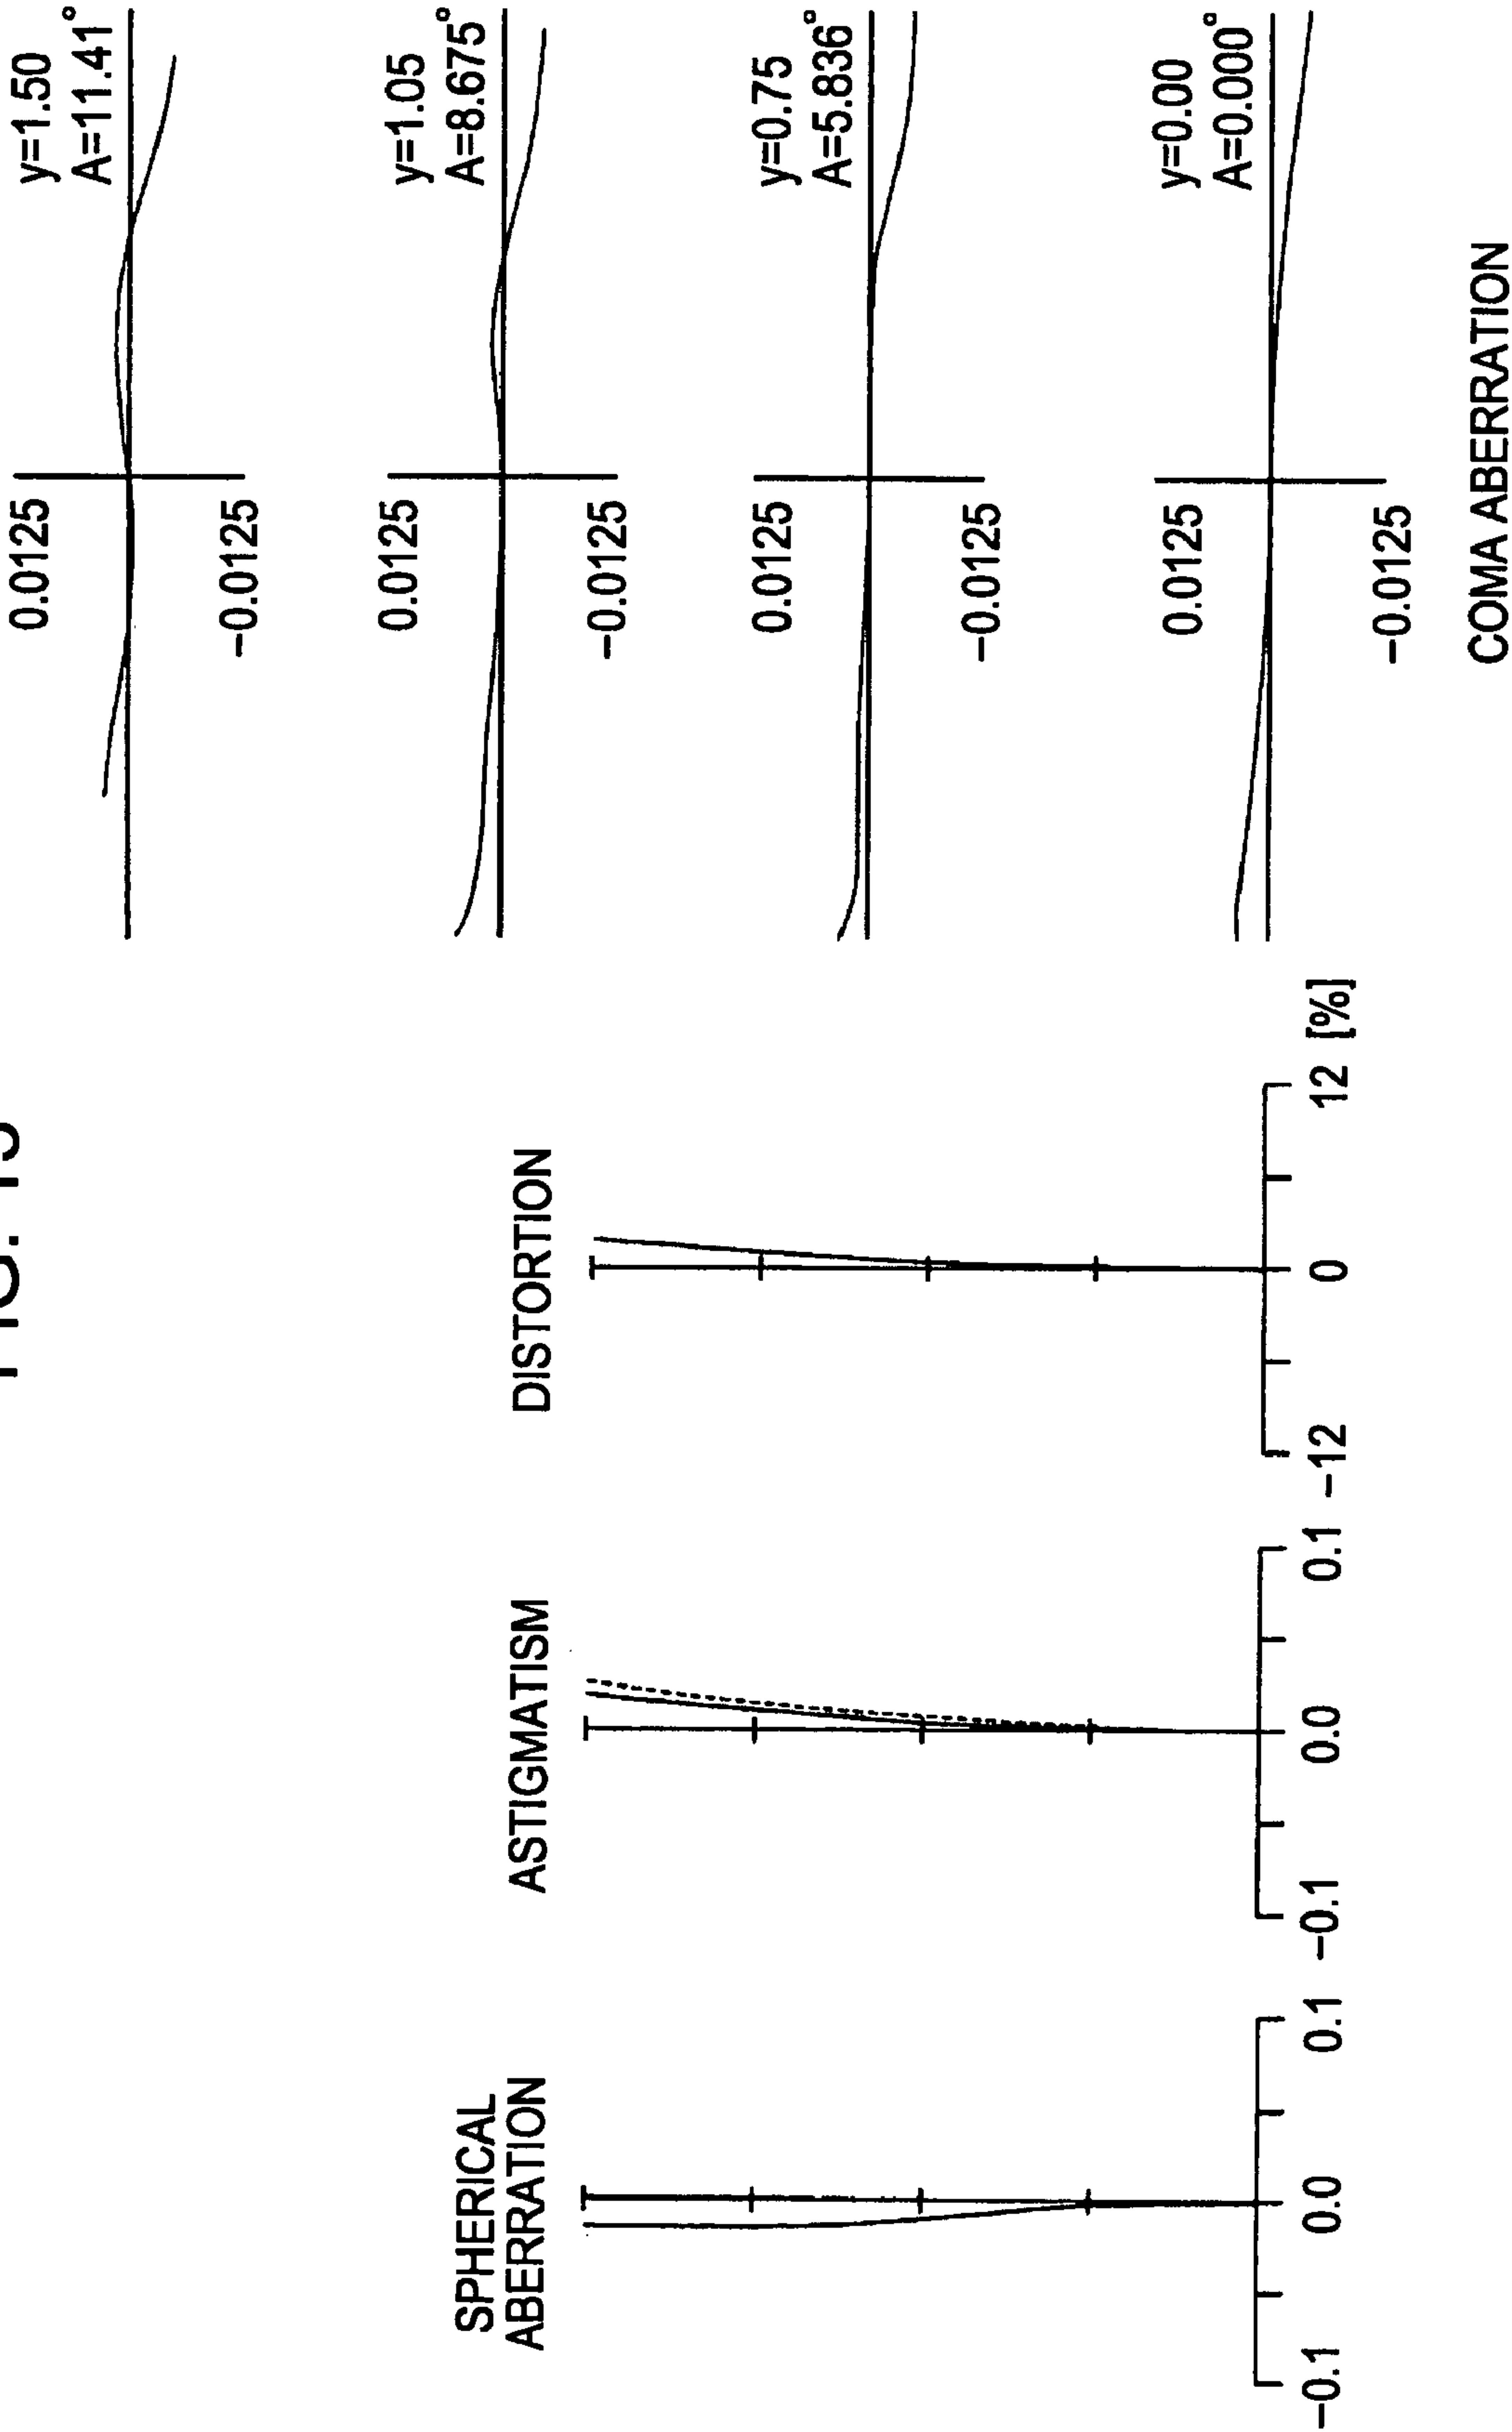 FIG.
SPHERICAL
ABERRATION
-0.1
0.0
0.1
ASTIGMATISM
-0.1
0.0
0.1
DISTORTION
-12
0
12 [%]
0.0125
-0.0125
y=1.50
A=11.41°
0.0125
-0.0125
y=1.05
A=8.675°
0.0125
-0.0125
y=0.75
A=5.836°
0.0125
-0.0125
y=0.00
A=0.000°
COMA ABERRATION